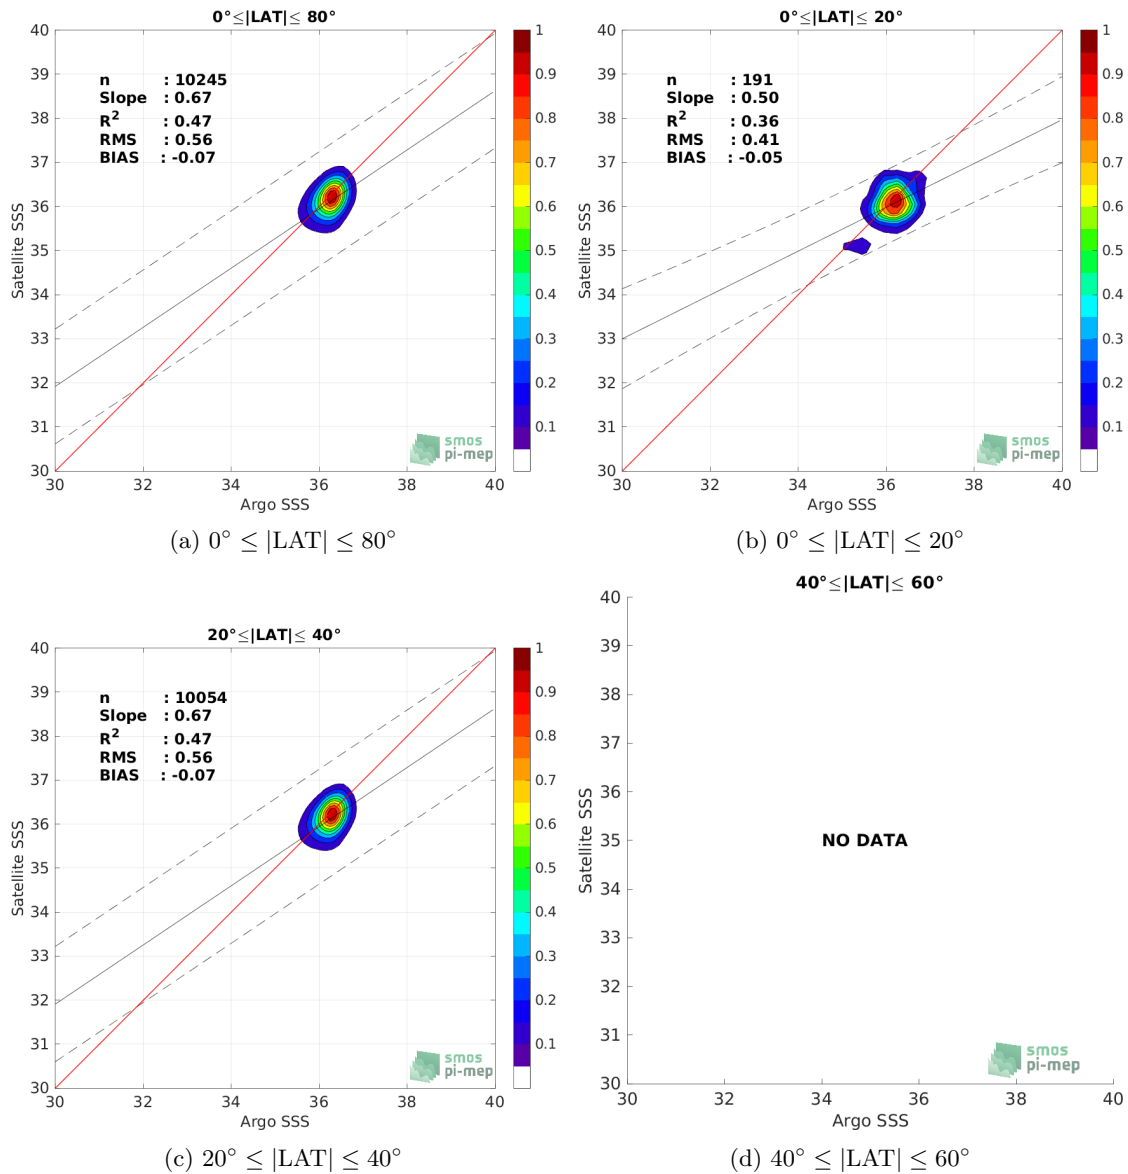 0°≤|LAT|≤ 80°
40
39
38
37
36
35
34
33
32
31
30
30 32 34 36 38 40
Satellite SSS
Argo SSS
n : 10245
Slope : 0.67
R2 : 0.47
RMS : 0.56
BIAS : -0.07
1
0.9
0.8
0.7
0.6
0.5
0.4
0.3
0.2
0.1
smos
pi-mep
(a) 0° ≤ |LAT| ≤ 80°
0°≤|LAT|≤ 20°
40
39
38
37
36
35
34
33
32
31
30
30 32 34 36 38 40
Satellite SSS
Argo SSS
n : 191
Slope : 0.50
R2 : 0.36
RMS : 0.41
BIAS : -0.05
1
0.9
0.8
0.7
0.6
0.5
0.4
0.3
0.2
0.1
smos
pi-mep
(b) 0° ≤ |LAT| ≤ 20°
20°≤|LAT|≤ 40°
40
39
38
37
36
35
34
33
32
31
30
30 32 34 36 38 40
Satellite SSS
Argo SSS
n : 10054
Slope : 0.67
R2 : 0.47
RMS : 0.56
BIAS : -0.07
1
0.9
0.8
0.7
0.6
0.5
0.4
0.3
0.2
0.1
smos
pi-mep
(c) 20° ≤ |LAT| ≤ 40°
40°≤|LAT|≤ 60°
40
39
38
37
36
35
34
33
32
31
30
30 32 34 36 38 40
Satellite SSS
Argo SSS
NO DATA
smos
pi-mep
(d) 40° ≤ |LAT| ≤ 60°